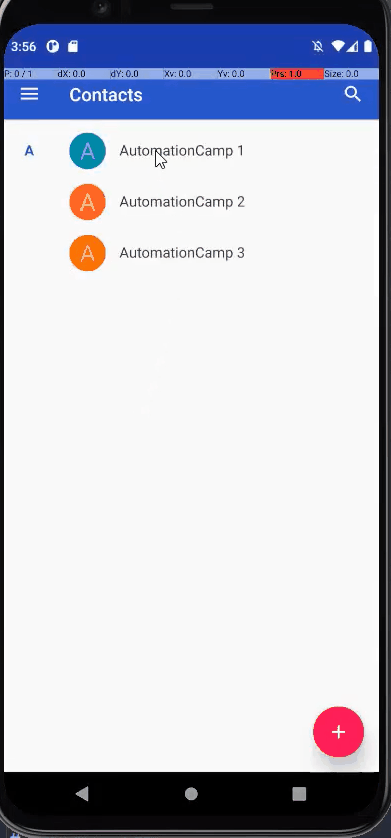 3:56
P: 0 / 1 dX: 0.0 dY: 0.0 Xv: 0.0 Yv: 0.0 Prs: 1.0 Size: 0.0
Contacts
A A AutomationCamp 1
A AutomationCamp 2
A AutomationCamp 3
+